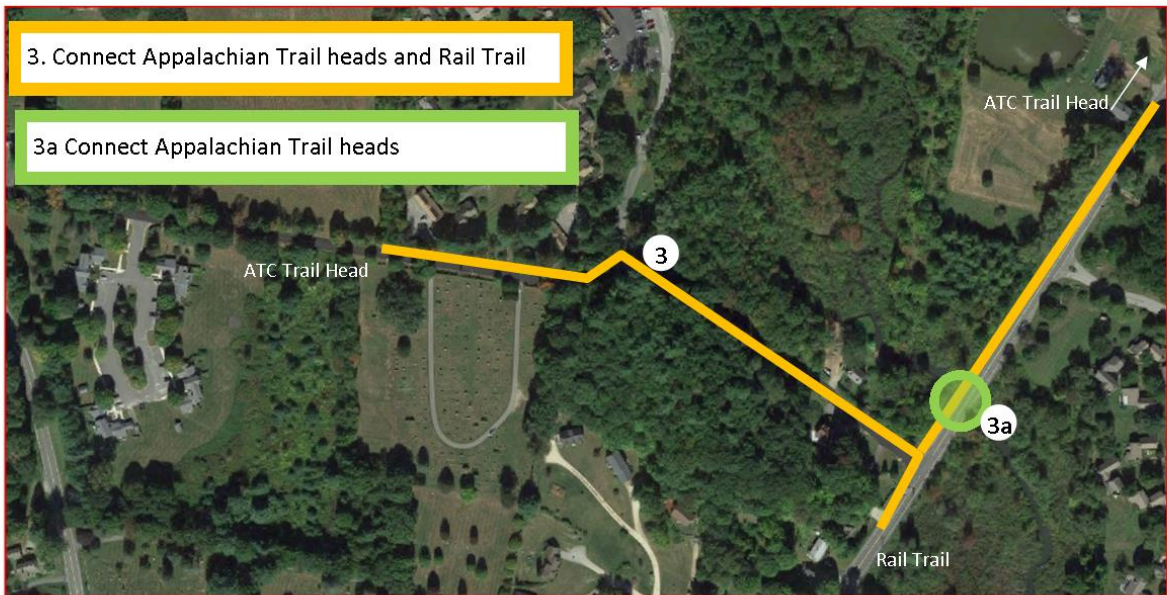 3. Connect Appalachian Trail heads and Rail Trail
ATC Trail Head
3a Connect Appalachian Trail heads
3
ATC Trail Head
3a
Rail Trail